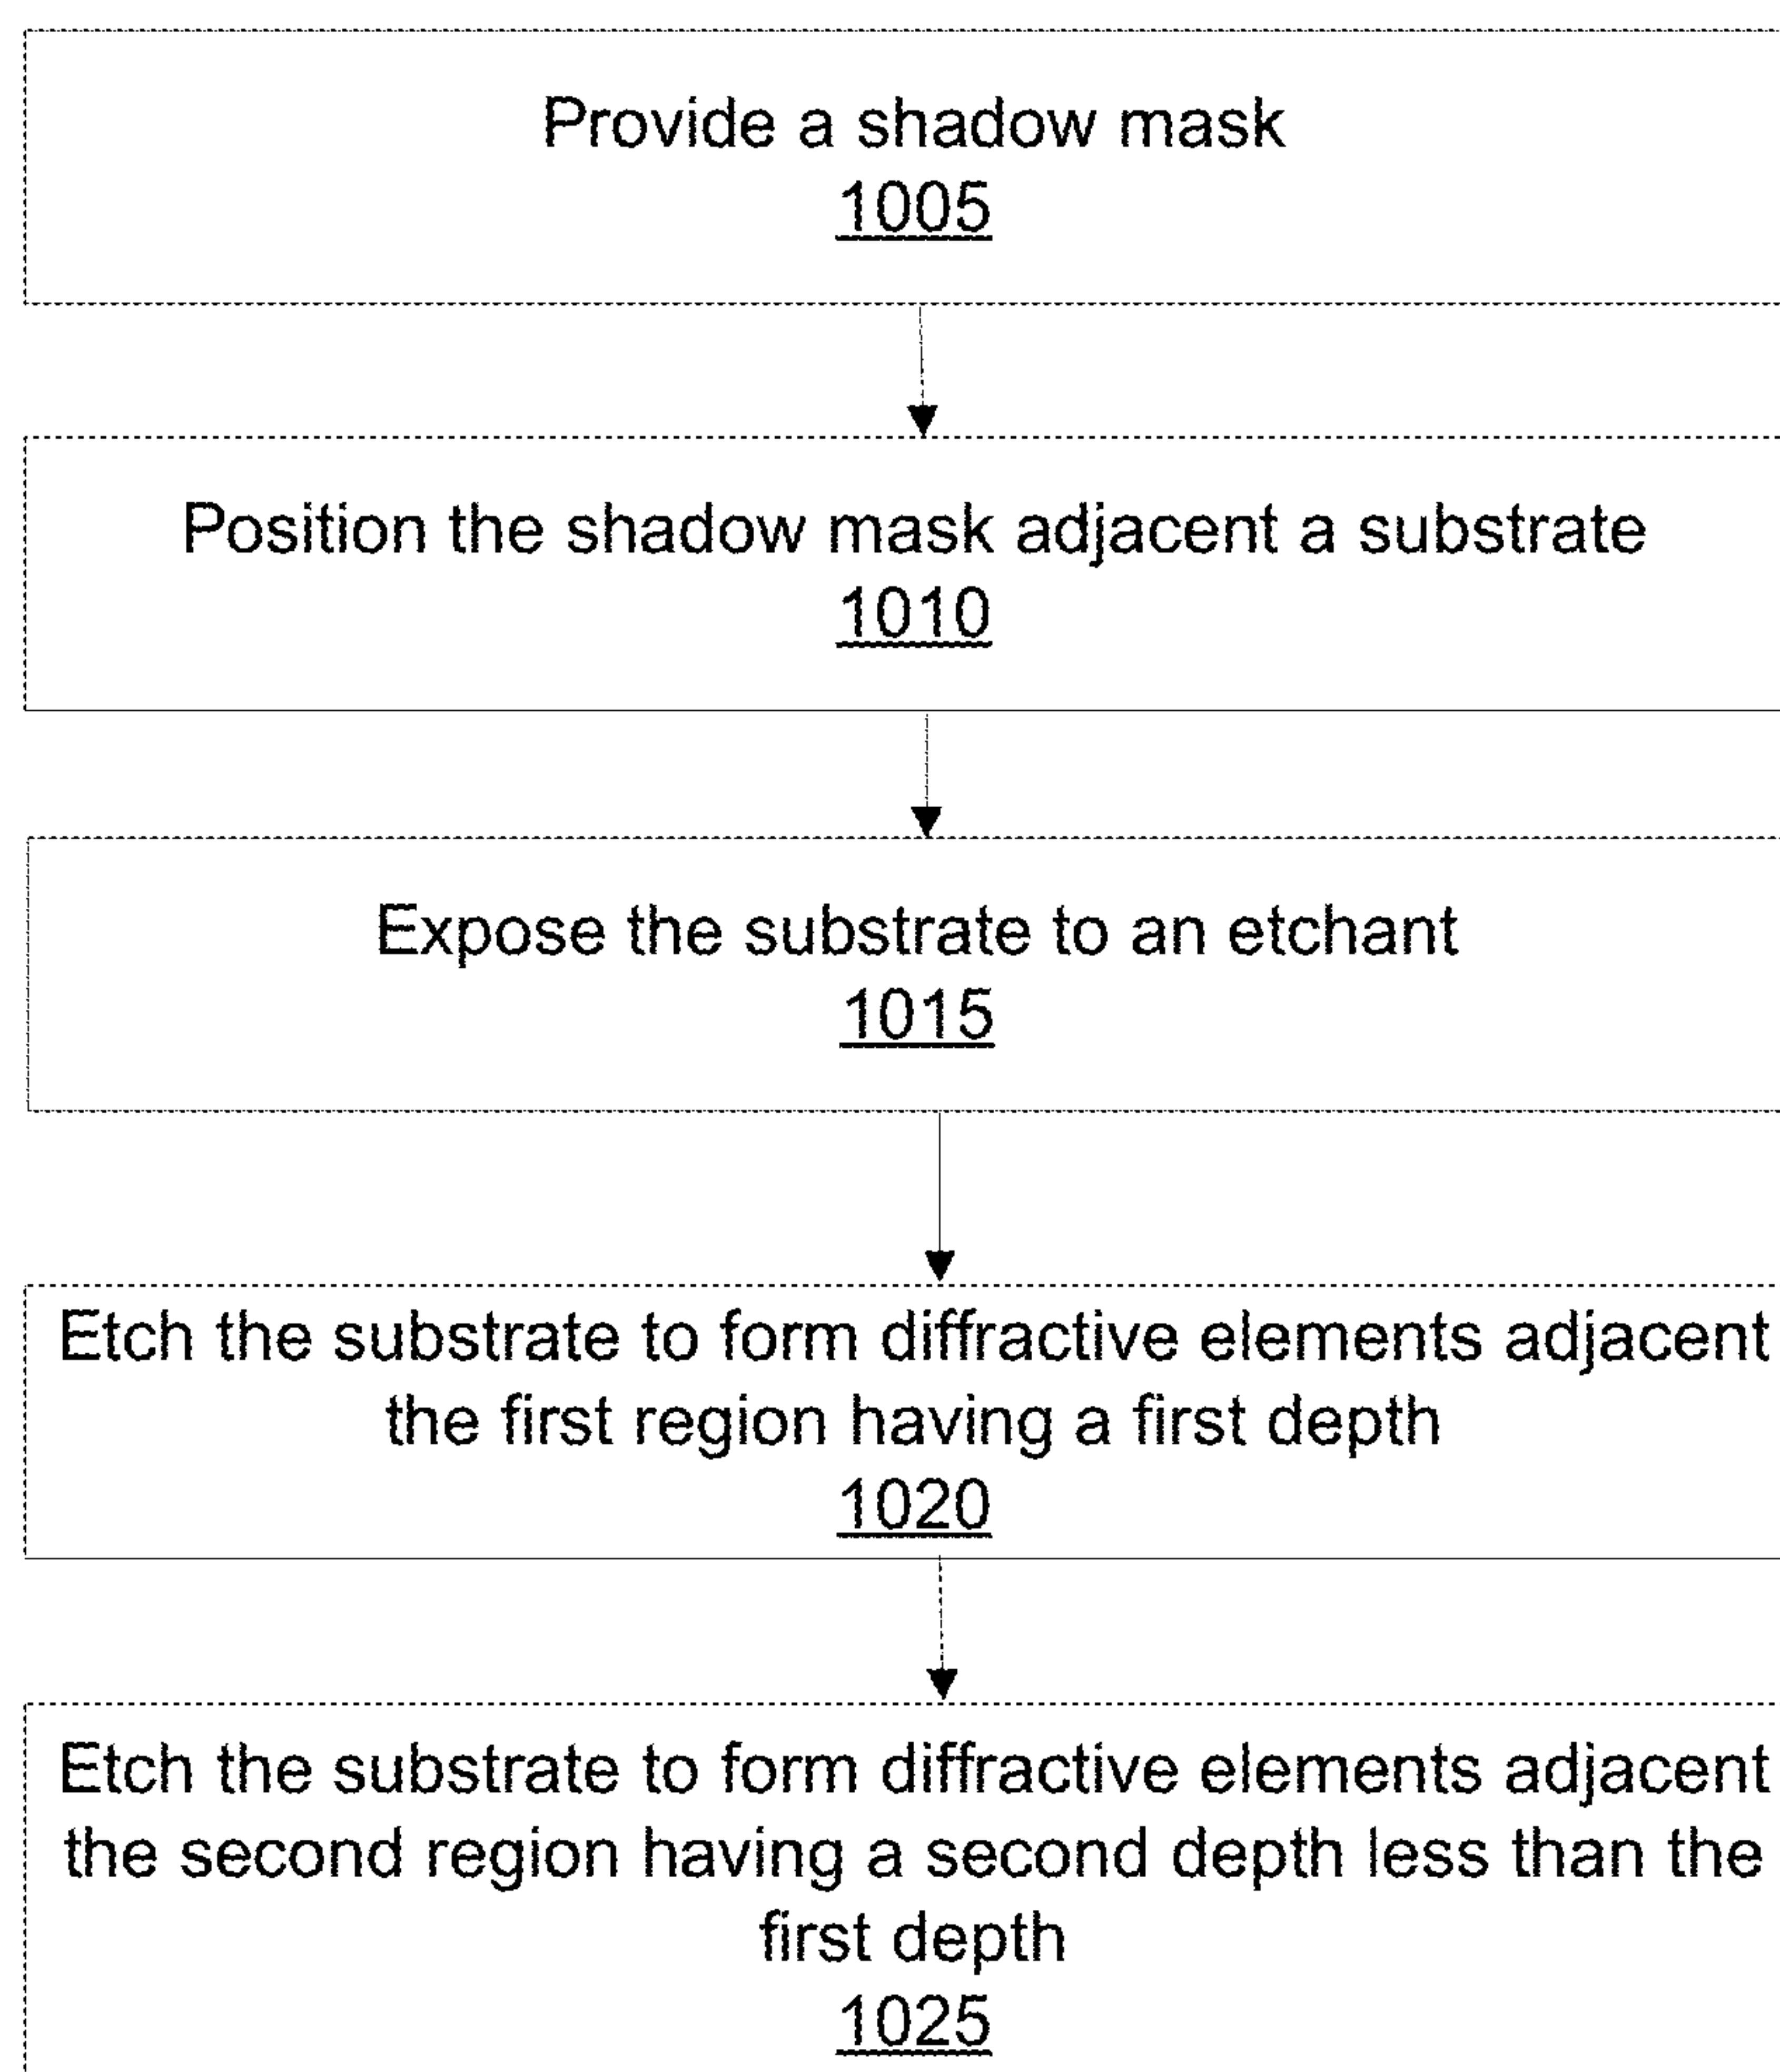 Provide a shadow mask
1005
Position the shadow mask adjacent a substrate
1010
Expose the substrate to an etchant
1015
Etch the substrate to form diffractive elements adjacent
the first region having a first depth
1020
Etch the substrate to form diffractive elements adjacent
the second region having a second depth less than the
first depth
1025